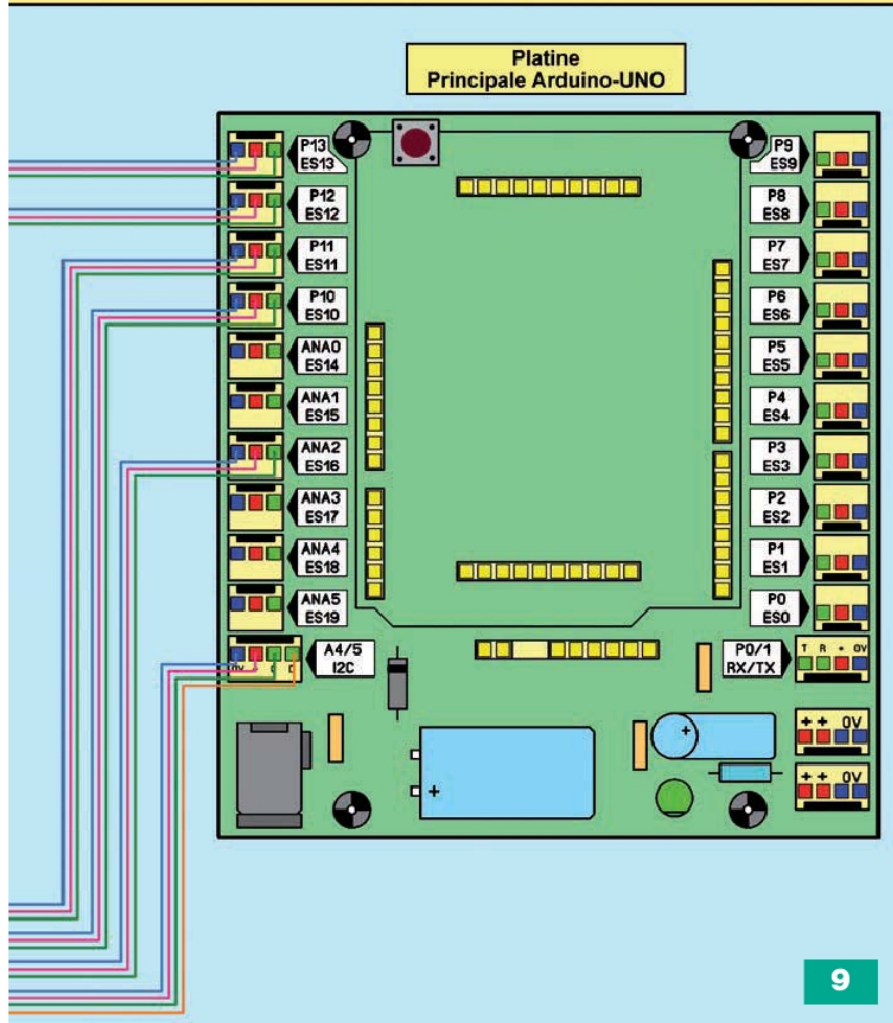 Platine
Principale Arduino-UNO
P13
ES13
P12
ES12
P11
ES11
P10
ES10
ANA0
ES14
ANA1
ES15
ANA2
ES16
ANA3
ES17
ANA4
ES18
ANA5
ES19
A4/5
I2C
P9
ES9
P8
ES8
P7
ES7
P6
ES6
P5
ES5
P4
ES4
P3
ES3
P2
ES2
P1
ES1
P0
ES0
P0/1
RX/TX
T R + 0V
+ + 0V
+ + 0V
+
+
9